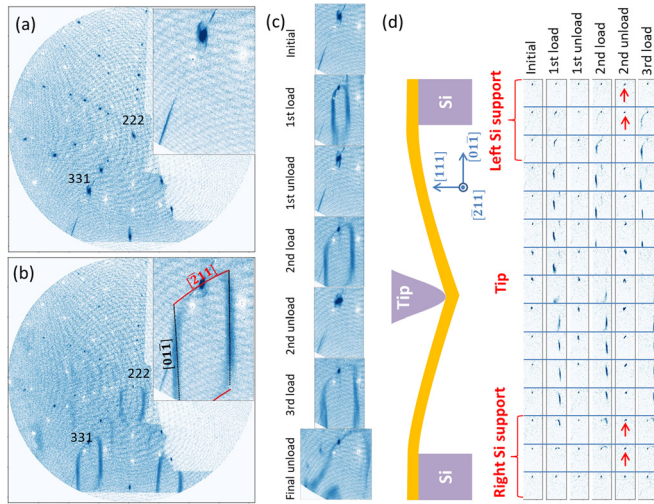 (a)
222
331
(b)
[2̄11]
[011̄]
222
331
(c)
Initial
1st load
1st unload
2nd load
2nd unload
3rd load
Final unload
(d)
Si
[111]
[011̄]
[2̄11]
Tip
Si
Initial
1st load
1st unload
2nd load
2nd unload
3rd load
Left Si support
Tip
Right Si support